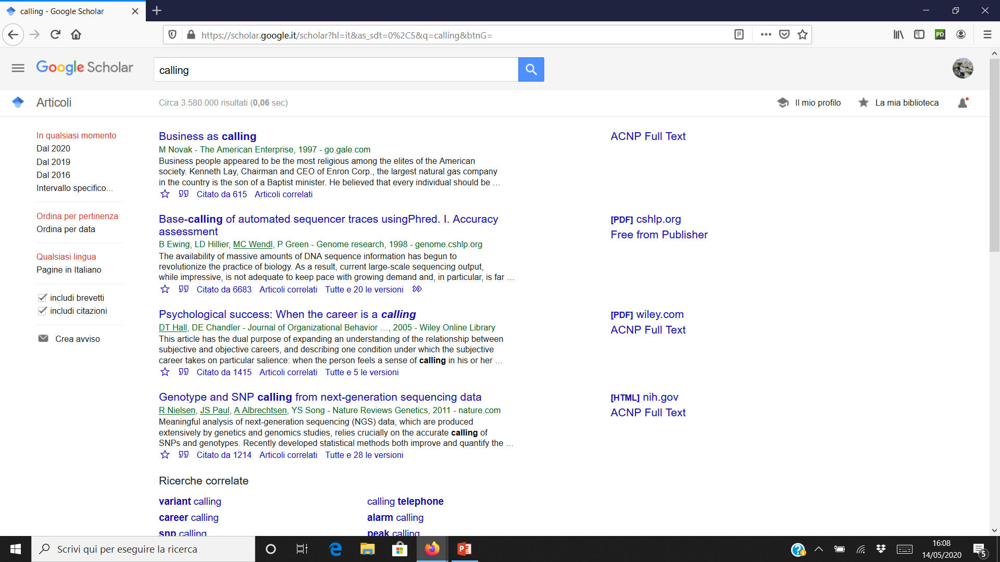 calling - Google Scholar
https://scholar.google.it/scholar?hl=it&as_sdt=0%2C5&q=calling&btnG=
PD
Google Scholar
calling
Articoli
Circa 3.580.000 risultati (0,06 sec)
Il mio profilo
La mia biblioteca
In qualsiasi momento
Dal 2020
Dal 2019
Dal 2016
Intervallo specifico...
Ordina per pertinenza
Ordina per data
Qualsiasi lingua
Pagine in Italiano
includi brevetti
includi citazioni
Crea avviso
Business as calling
ACNP Full Text
M Novak - The American Enterprise, 1997 - go.gale.com
Business people appeared to be the most religious among the elites of the American
society. Kenneth Lay, Chairman and CEO of Enron Corp., the largest natural gas company
in the country is the son of a Baptist minister. He believed that every individual should be …
Citato da 615 Articoli correlati
Base-calling of automated sequencer traces usingPhred. I. Accuracy
assessment
[PDF] cshlp.org
Free from Publisher
B Ewing, LD Hillier, MC Wendl, P Green - Genome research, 1998 - genome.cshlp.org
The availability of massive amounts of DNA sequence information has begun to
revolutionize the practice of biology. As a result, current large-scale sequencing output,
while impressive, is not adequate to keep pace with growing demand and, in particular, is far …
Citato da 6683 Articoli correlati Tutte e 20 le versioni
Psychological success: When the career is a calling
[PDF] wiley.com
ACNP Full Text
DT Hall, DE Chandler - Journal of Organizational Behavior …, 2005 - Wiley Online Library
This article has the dual purpose of expanding an understanding of the relationship between
subjective and objective careers, and describing one condition under which the subjective
career takes on particular salience: when the person feels a sense of calling in his or her …
Citato da 1415 Articoli correlati Tutte e 5 le versioni
Genotype and SNP calling from next-generation sequencing data
[HTML] nih.gov
ACNP Full Text
R Nielsen, JS Paul, A Albrechtsen, YS Song - Nature Reviews Genetics, 2011 - nature.com
Meaningful analysis of next-generation sequencing (NGS) data, which are produced
extensively by genetics and genomics studies, relies crucially on the accurate calling of
SNPs and genotypes. Recently developed statistical methods both improve and quantify the …
Citato da 1214 Articoli correlati Tutte e 28 le versioni
Ricerche correlate
variant calling
calling telephone
career calling
alarm calling
snp calling
peak calling
Scrivi qui per eseguire la ricerca
16:08
14/05/2020
5